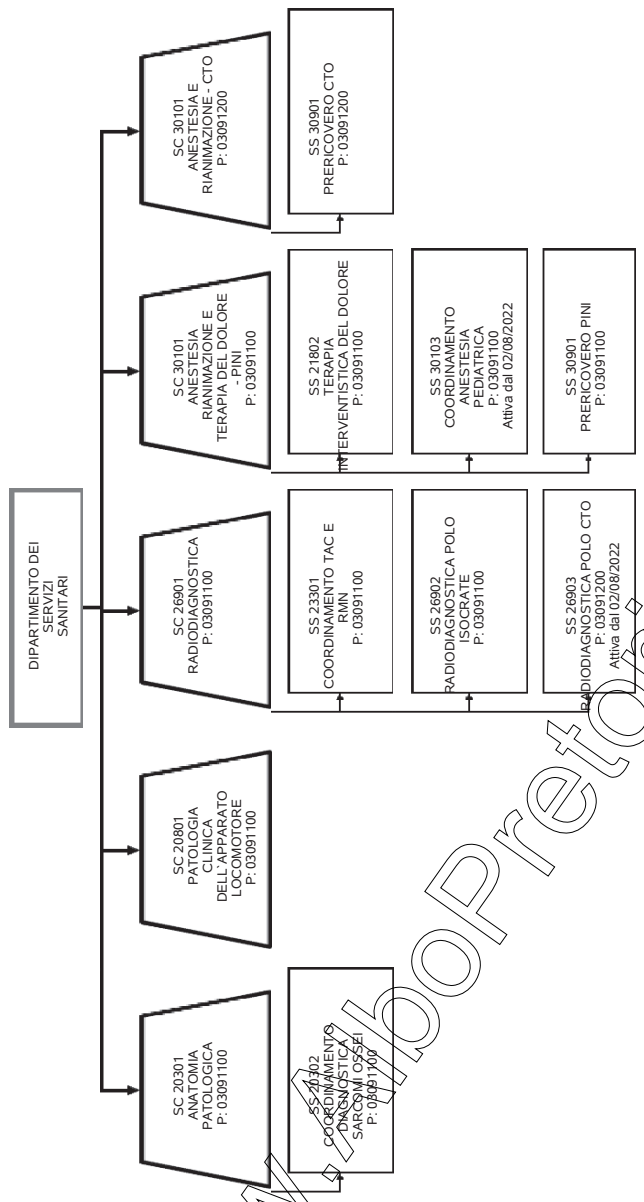 DIPARTIMENTO DEI
SERVIZI
SANITARI
SC 20301
ANATOMIA
PATOLOGICA
P: 03091100
SS 20302
COORDINAMENTO
DIAGNOSTICA
SARCOMI OSSEI
P: 03091100
SC 20801
PATOLOGIA
CLINICA
DELL`APPARATO
LOCOMOTORE
P: 03091100
SC 26901
RADIODIAGNOSTICA
P: 03091100
SS 23301
COORDINAMENTO TAC E
RMN
P: 03091100
SS 26902
RADIODIAGNOSTICA POLO
ISOCRATE
P: 03091100
SS 26903
RADIODIAGNOSTICA POLO CTO
P: 03091200
Attiva dal 02/08/2022
SC 30101
ANESTESIA
RIANIMAZIONE E
TERAPIA DEL DOLORE
- PINI
P: 03091100
SS 21802
TERAPIA
INTERVENTISTICA DEL DOLORE
P: 03091100
SS 30103
COORDINAMENTO
ANESTESIA
PEDIATRICA
P: 03091100
Attiva dal 02/08/2022
SS 30901
PRERICOVERO PINI
P: 03091100
SC 30101
ANESTESIA E
RIANIMAZIONE - CTO
P: 03091200
SS 30901
PRERICOVERO CTO
P: 03091200
.AlboPretori